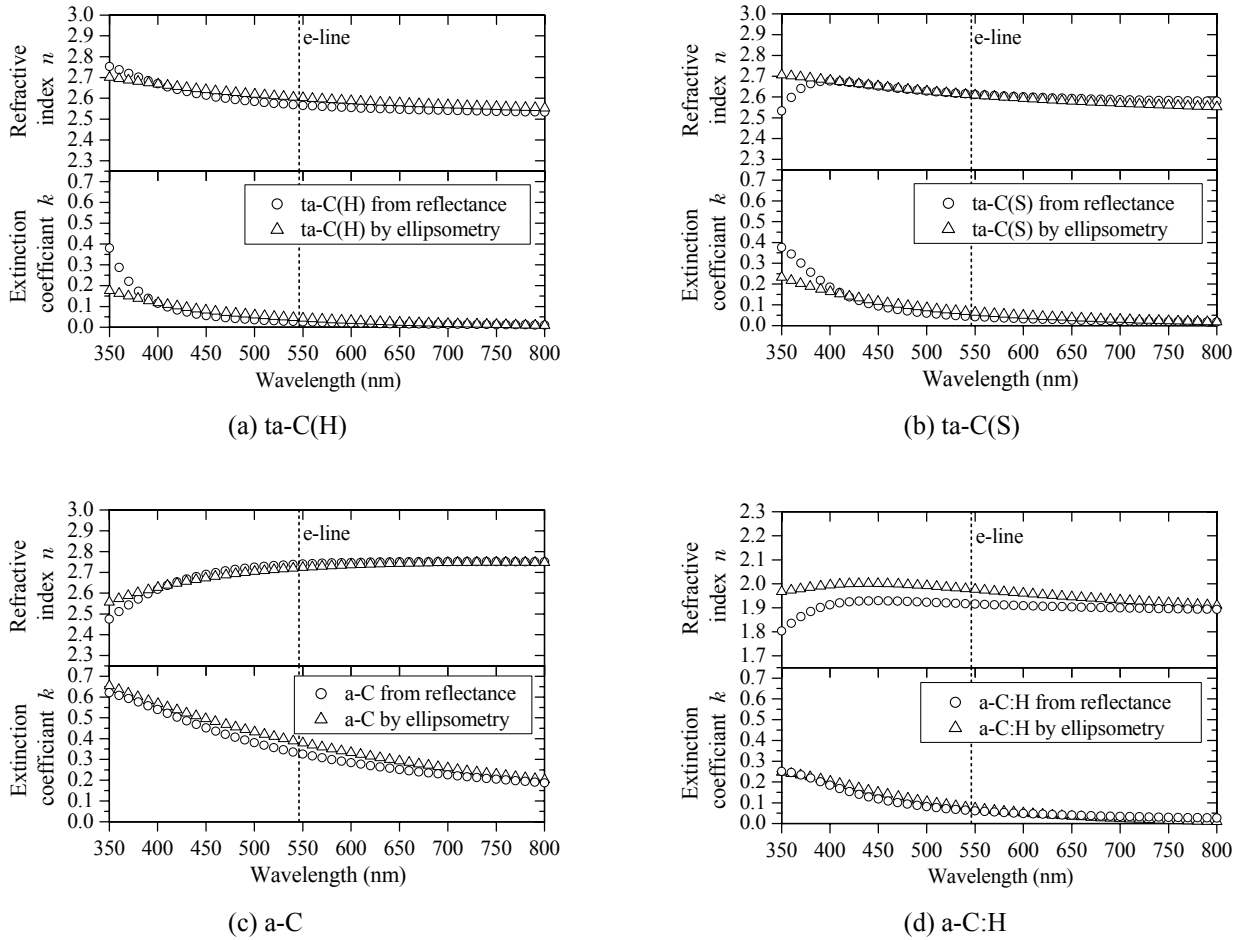 3.0
2.9
2.8
2.7
2.6
2.5
2.4
2.3
Refractive
index n
e-line
0.7
0.6
0.5
0.4
0.3
0.2
0.1
0.0
Extinction
coefficiant k
ta-C(H) from reflectance
ta-C(H) by ellipsometry
350 400 450 500 550 600 650 700 750 800
Wavelength (nm)
(a) ta-C(H)
3.0
2.9
2.8
2.7
2.6
2.5
2.4
2.3
Refractive
index n
e-line
0.7
0.6
0.5
0.4
0.3
0.2
0.1
0.0
Extinction
coefficiant k
ta-C(S) from reflectance
ta-C(S) by ellipsometry
350 400 450 500 550 600 650 700 750 800
Wavelength (nm)
(b) ta-C(S)
3.0
2.9
2.8
2.7
2.6
2.5
2.4
2.3
Refractive
index n
e-line
0.7
0.6
0.5
0.4
0.3
0.2
0.1
0.0
Extinction
coefficiant k
a-C from reflectance
a-C by ellipsometry
350 400 450 500 550 600 650 700 750 800
Wavelength (nm)
(c) a-C
2.3
2.2
2.1
2.0
1.9
1.8
1.7
Refractive
index n
e-line
0.7
0.6
0.5
0.4
0.3
0.2
0.1
0.0
Extinction
coefficiant k
a-C:H from reflectance
a-C:H by ellipsometry
350 400 450 500 550 600 650 700 750 800
Wavelength (nm)
(d) a-C:H